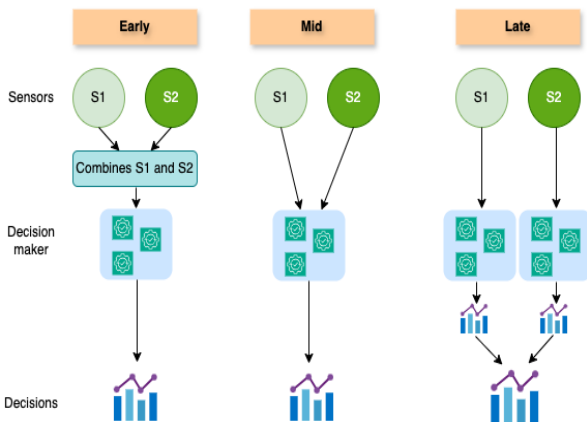 Early
Mid
Late
Sensors
S1
S2
S1
S2
S1
S2
Combines S1 and S2
Decision
maker
Decisions